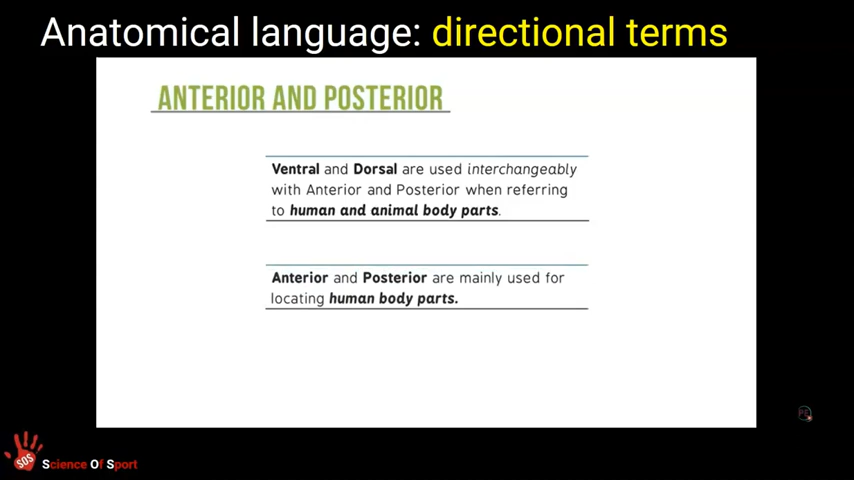 Anatomical language: directional terms
ANTERIOR AND POSTERIOR
Ventral and Dorsal are used interchangeably
with Anterior and Posterior when referring
to human and animal body parts.
Anterior and Posterior are mainly used for
locating human body parts.
PE
SOS
Science Of Sport